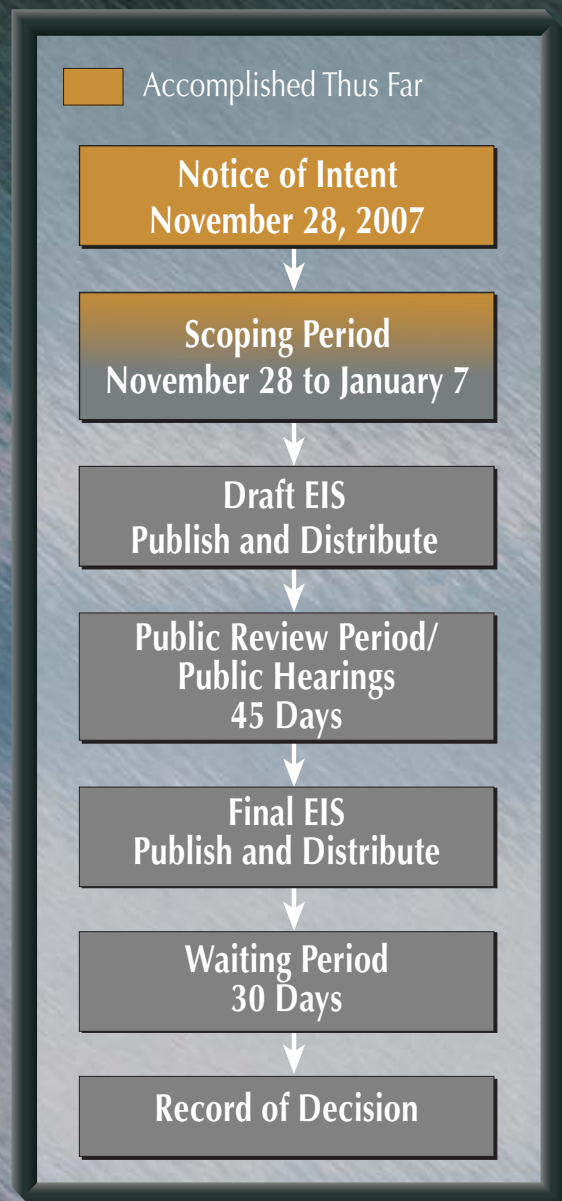 Accomplished Thus Far
Notice of Intent
November 28, 2007
Scoping Period
November 28 to January 7
Draft EIS
Publish and Distribute
Public Review Period/
Public Hearings
45 Days
Final EIS
Publish and Distribute
Waiting Period
30 Days
Record of Decision